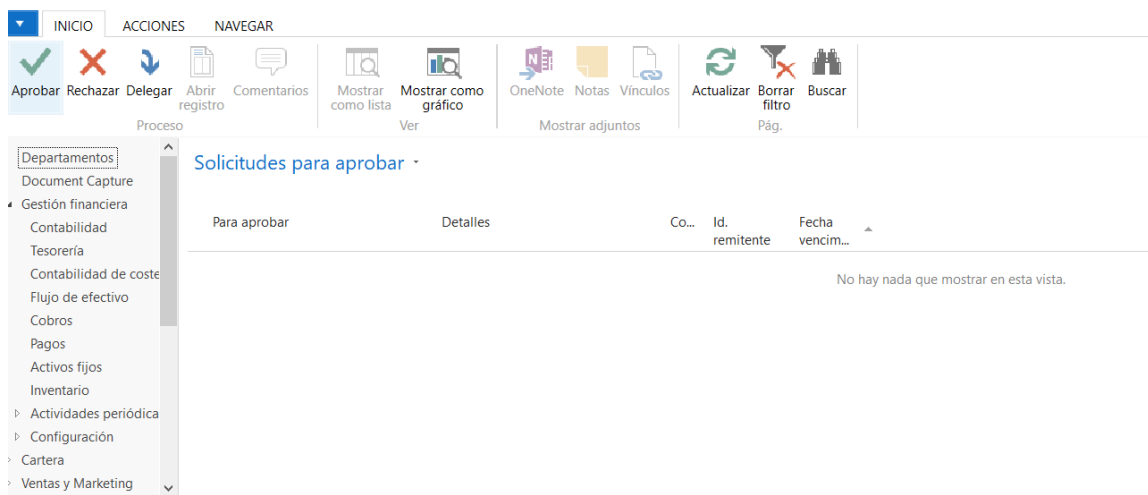 INICIO ACCIONES NAVEGAR
Aprobar Rechazar Delegar Abrir registro Comentarios Mostrar como lista Mostrar como gráfico OneNote Notas Vínculos Actualizar Borrar filtro Buscar
Proceso Ver Mostrar adjuntos Pág.
Departamentos
Document Capture
Gestión financiera
Contabilidad
Tesorería
Contabilidad de coste
Flujo de efectivo
Cobros
Pagos
Activos fijos
Inventario
Actividades periódica
Configuración
Cartera
Ventas y Marketing
Solicitudes para aprobar
Para aprobar Detalles Co... Id. remitente Fecha vencim...
No hay nada que mostrar en esta vista.